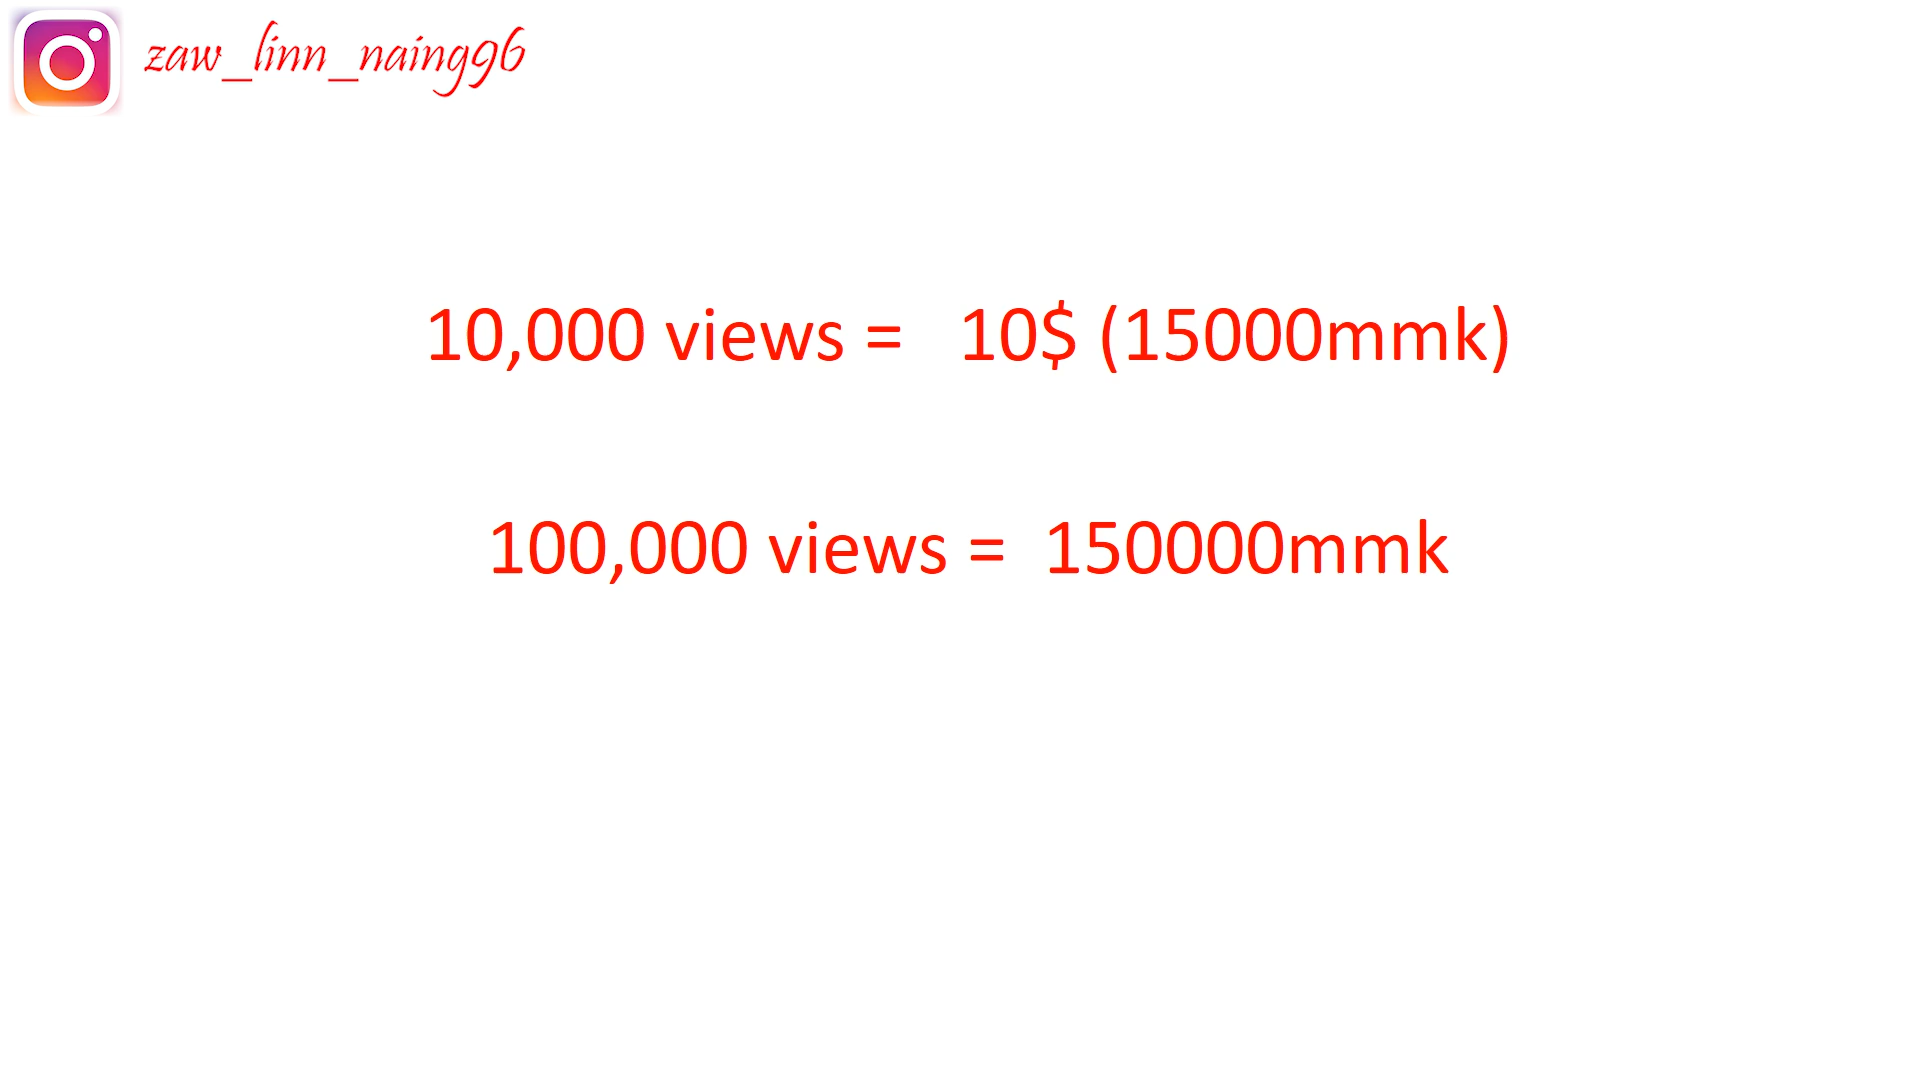 zaw_linn_naing96
10,000 views = 10$ (15000mmk)
100,000 views = 150000mmk